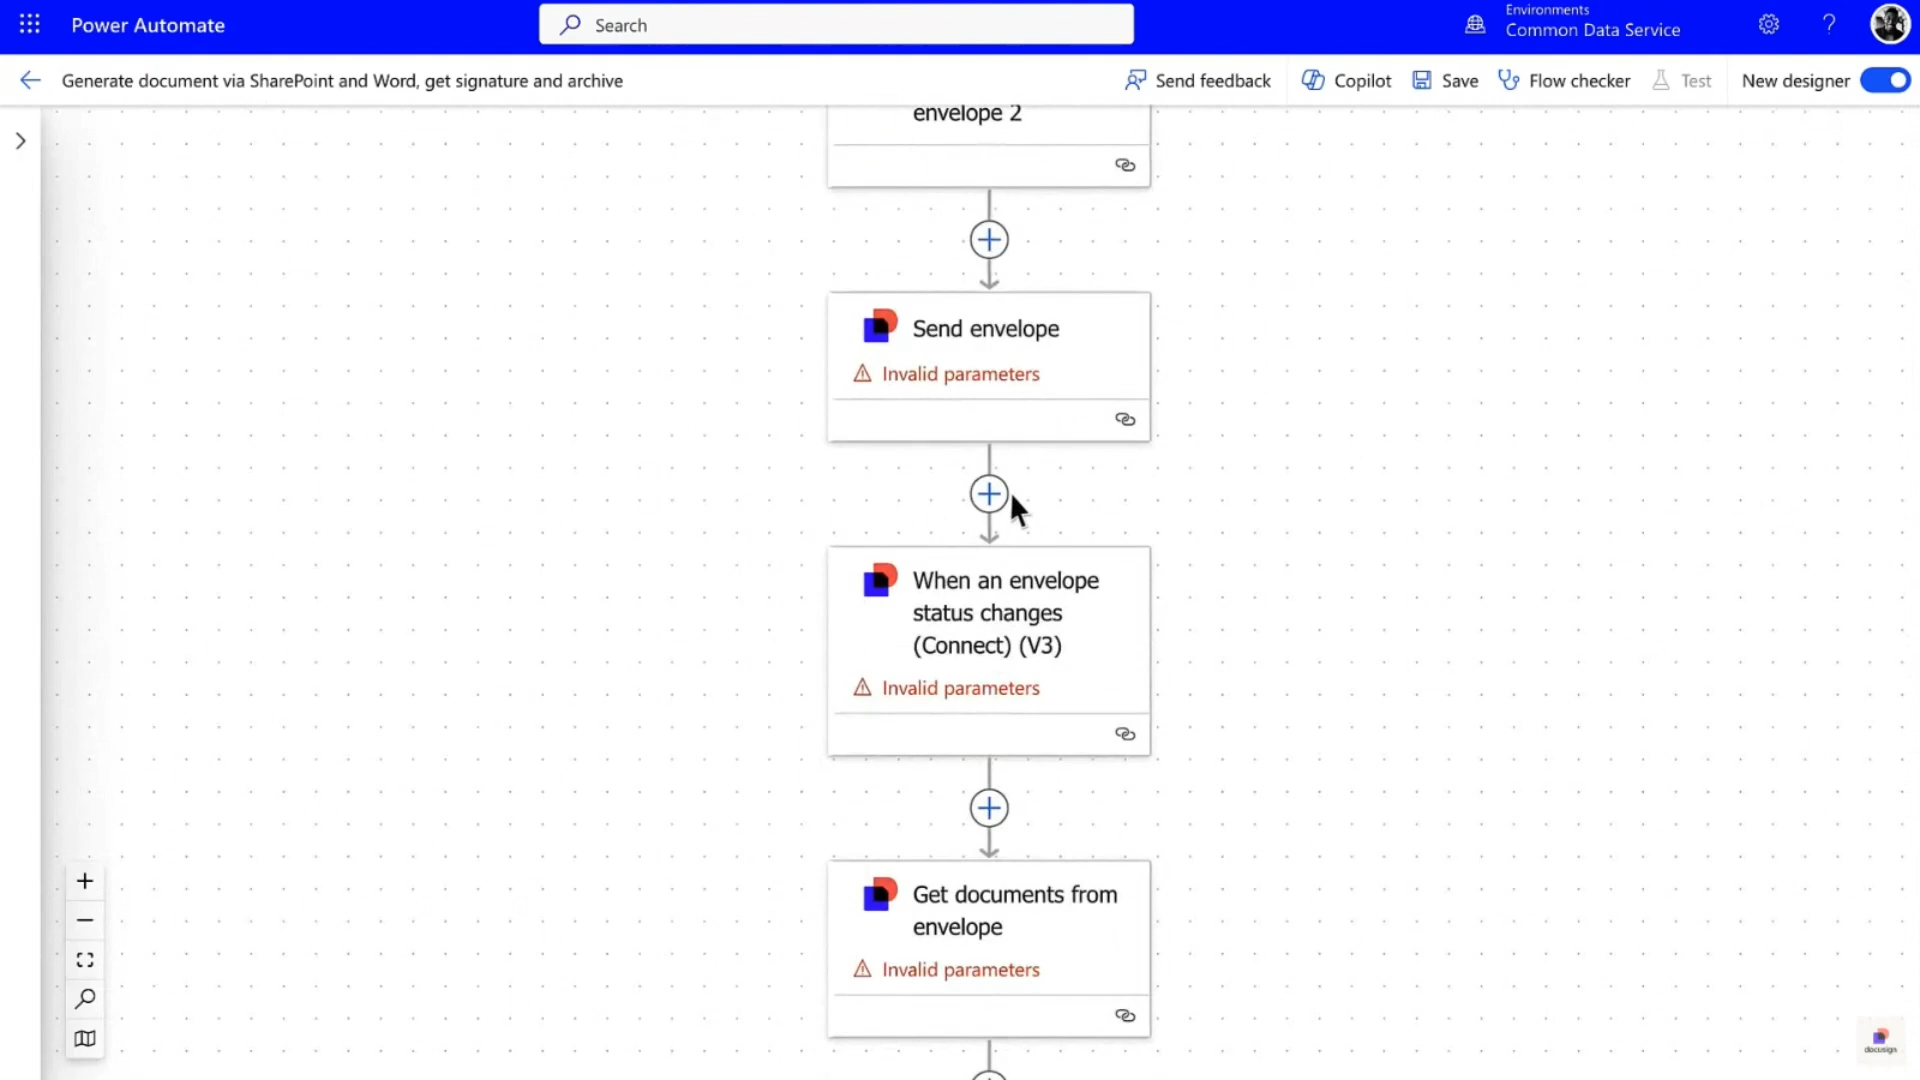 Power Automate
Search
Environments
Common Data Service
Generate document via SharePoint and Word, get signature and archive
Send feedback
Copilot
Save
Flow checker
Test
New designer
envelope 2
Send envelope
Invalid parameters
When an envelope
status changes
(Connect) (V3)
Invalid parameters
Get documents from
envelope
Invalid parameters
docusign